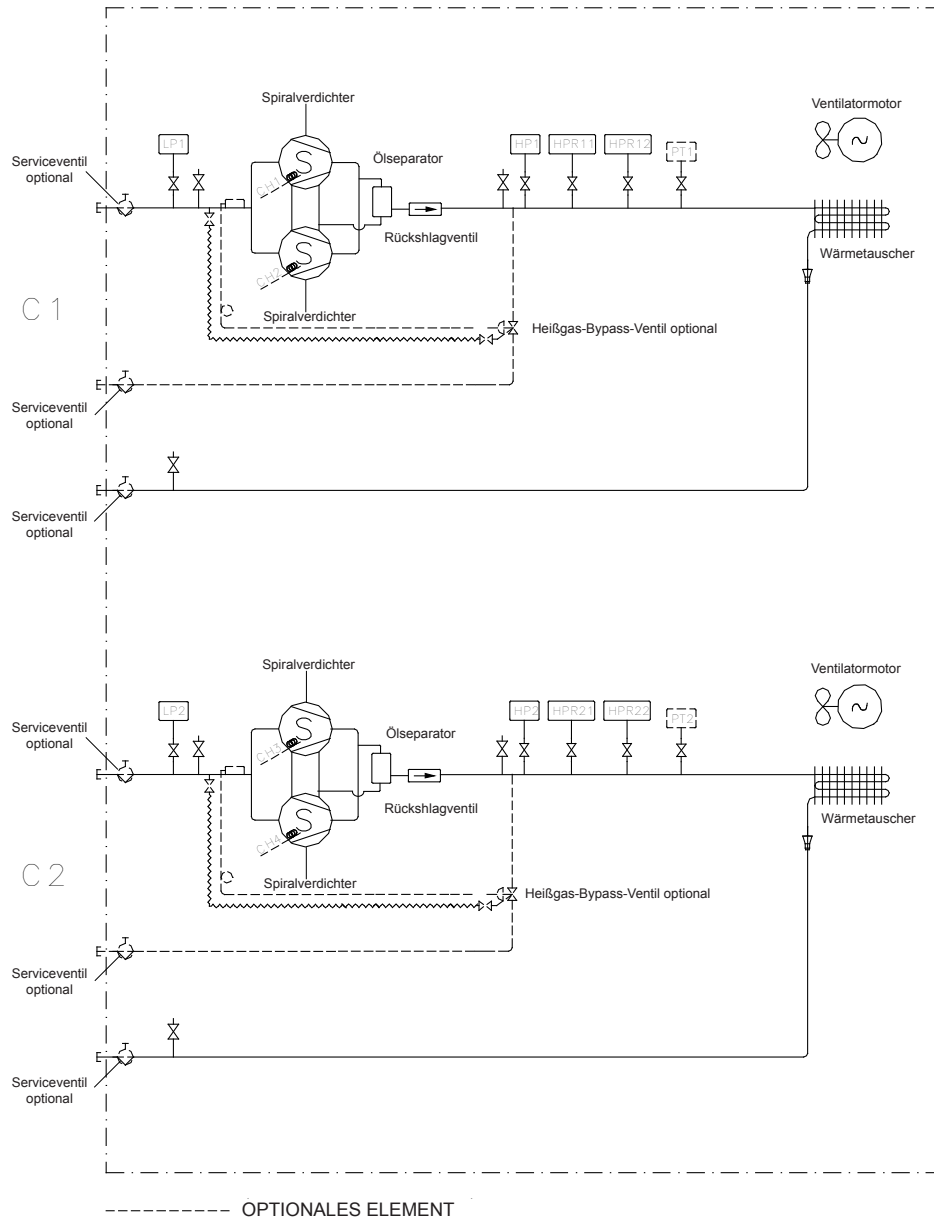 Spiralverdichter
Ventilatormotor
LP1
Serviceventil
optional
Ölseparator
HP1
HPR11
HPR12
PT1
S
CH1
Rückshlagventil
Wärmetauscher
S
CH2
C1
Spiralverdichter
Heißgas-Bypass-Ventil optional
Serviceventil
optional
Serviceventil
optional
Spiralverdichter
Ventilatormotor
LP2
Serviceventil
optional
Ölseparator
HP2
HPR21
HPR22
PT2
S
CH3
Rückshlagventil
Wärmetauscher
S
CH4
C2
Spiralverdichter
Heißgas-Bypass-Ventil optional
Serviceventil
optional
Serviceventil
optional
OPTIONALES ELEMENT